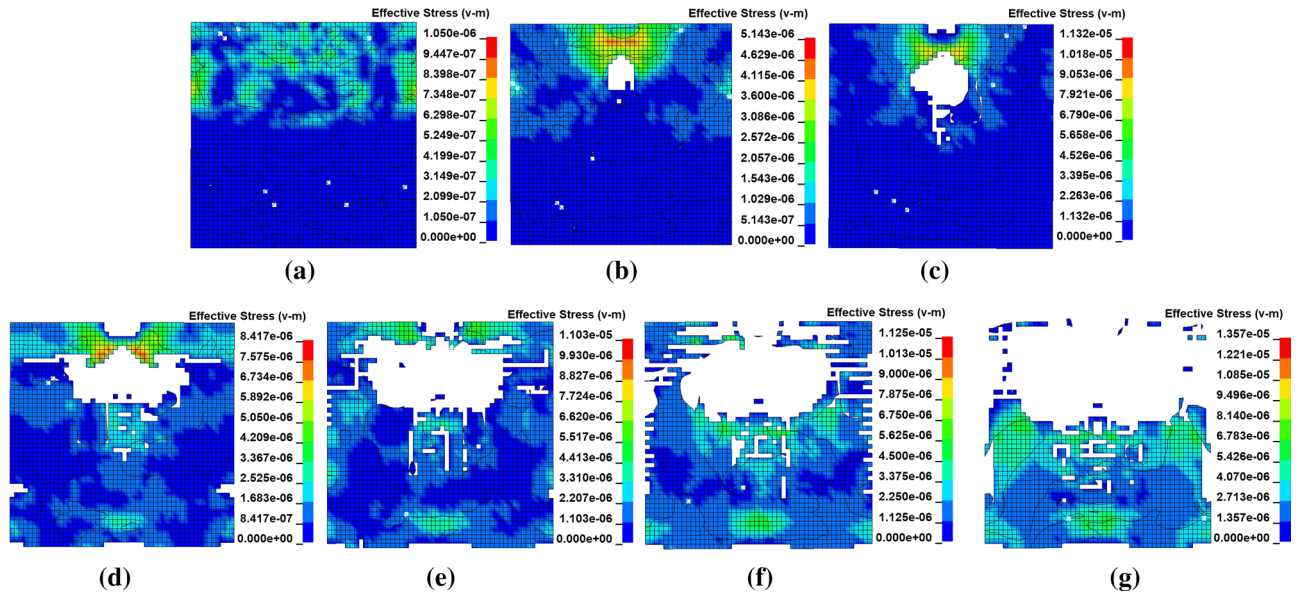 Effective Stress (v-m)
1.050e-06
9.447e-07
8.398e-07
7.348e-07
6.298e-07
5.249e-07
4.199e-07
3.149e-07
2.099e-07
1.050e-07
0.000e+00
(a)
Effective Stress (v-m)
5.143e-06
4.629e-06
4.115e-06
3.600e-06
3.086e-06
2.572e-06
2.057e-06
1.543e-06
1.029e-06
5.143e-07
0.000e+00
(b)
Effective Stress (v-m)
1.132e-05
1.018e-05
9.053e-06
7.921e-06
6.790e-06
5.658e-06
4.526e-06
3.395e-06
2.263e-06
1.132e-06
0.000e+00
(c)
Effective Stress (v-m)
8.417e-06
7.575e-06
6.734e-06
5.892e-06
5.050e-06
4.209e-06
3.367e-06
2.525e-06
1.683e-06
8.417e-07
0.000e+00
(d)
Effective Stress (v-m)
1.103e-05
9.930e-06
8.827e-06
7.724e-06
6.620e-06
5.517e-06
4.413e-06
3.310e-06
2.207e-06
1.103e-06
0.000e+00
(e)
Effective Stress (v-m)
1.125e-05
1.013e-05
9.000e-06
7.875e-06
6.750e-06
5.625e-06
4.500e-06
3.375e-06
2.250e-06
1.125e-06
0.000e+00
(f)
Effective Stress (v-m)
1.357e-05
1.221e-05
1.085e-05
9.496e-06
8.140e-06
6.783e-06
5.426e-06
4.070e-06
2.713e-06
1.357e-06
0.000e+00
(g)